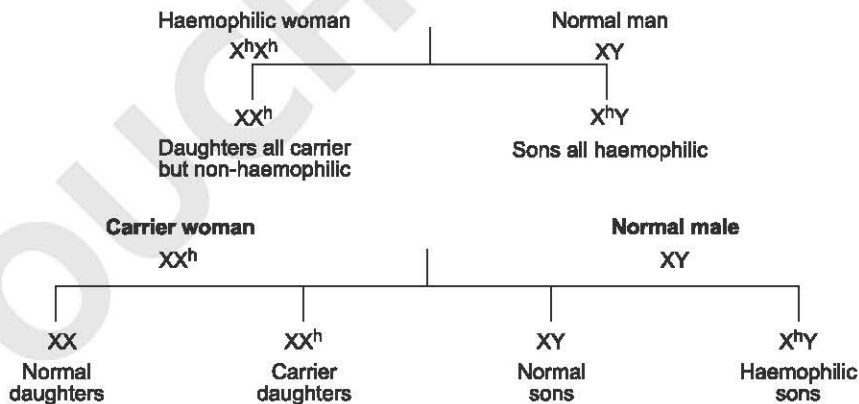 Haemophilic woman Normal man
XʰXʰ XY
XXʰ XʰY
Daughters all carrier Sons all haemophilic
but non-haemophilic
Carrier woman Normal male
XXʰ XY
XX XXʰ XY XʰY
Normal Carrier Normal Haemophilic
daughters daughters sons sons